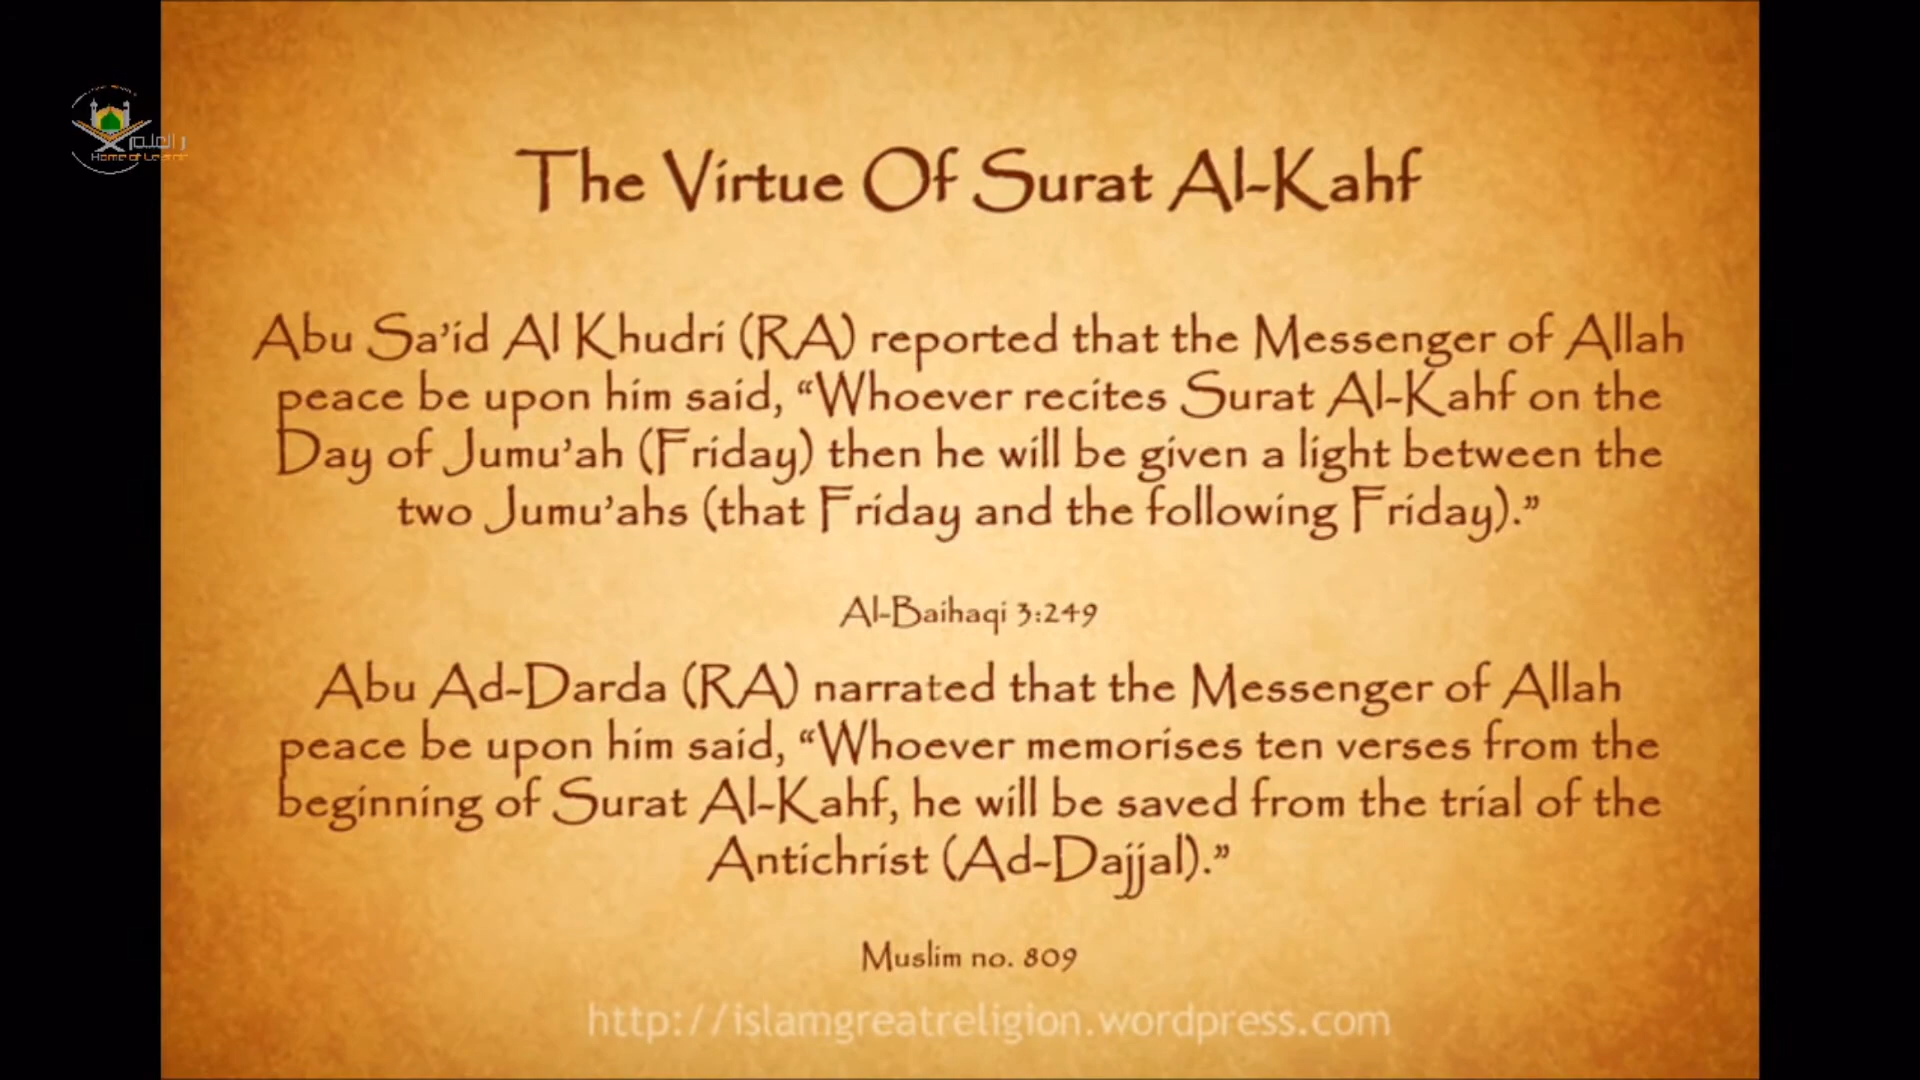 The Virtue Of Surat Al-Kahf
Abu Sa'id Al Khudri (RA) reported that the Messenger of Allah
peace be upon him said, “Whoever recites Surat Al-Kahf on the
Day of Jumu'ah (Friday) then he will be given a light between the
two Jumu'ahs (that Friday and the following Friday).”
Al-Baihaqi 3:249
Abu Ad-Darda (RA) narrated that the Messenger of Allah
peace be upon him said, “Whoever memorises ten verses from the
beginning of Surat Al-Kahf, he will be saved from the trial of the
Antichrist (Ad-Dajjal).”
Muslim no. 809
http://islamgreatreligion.wordpress.com